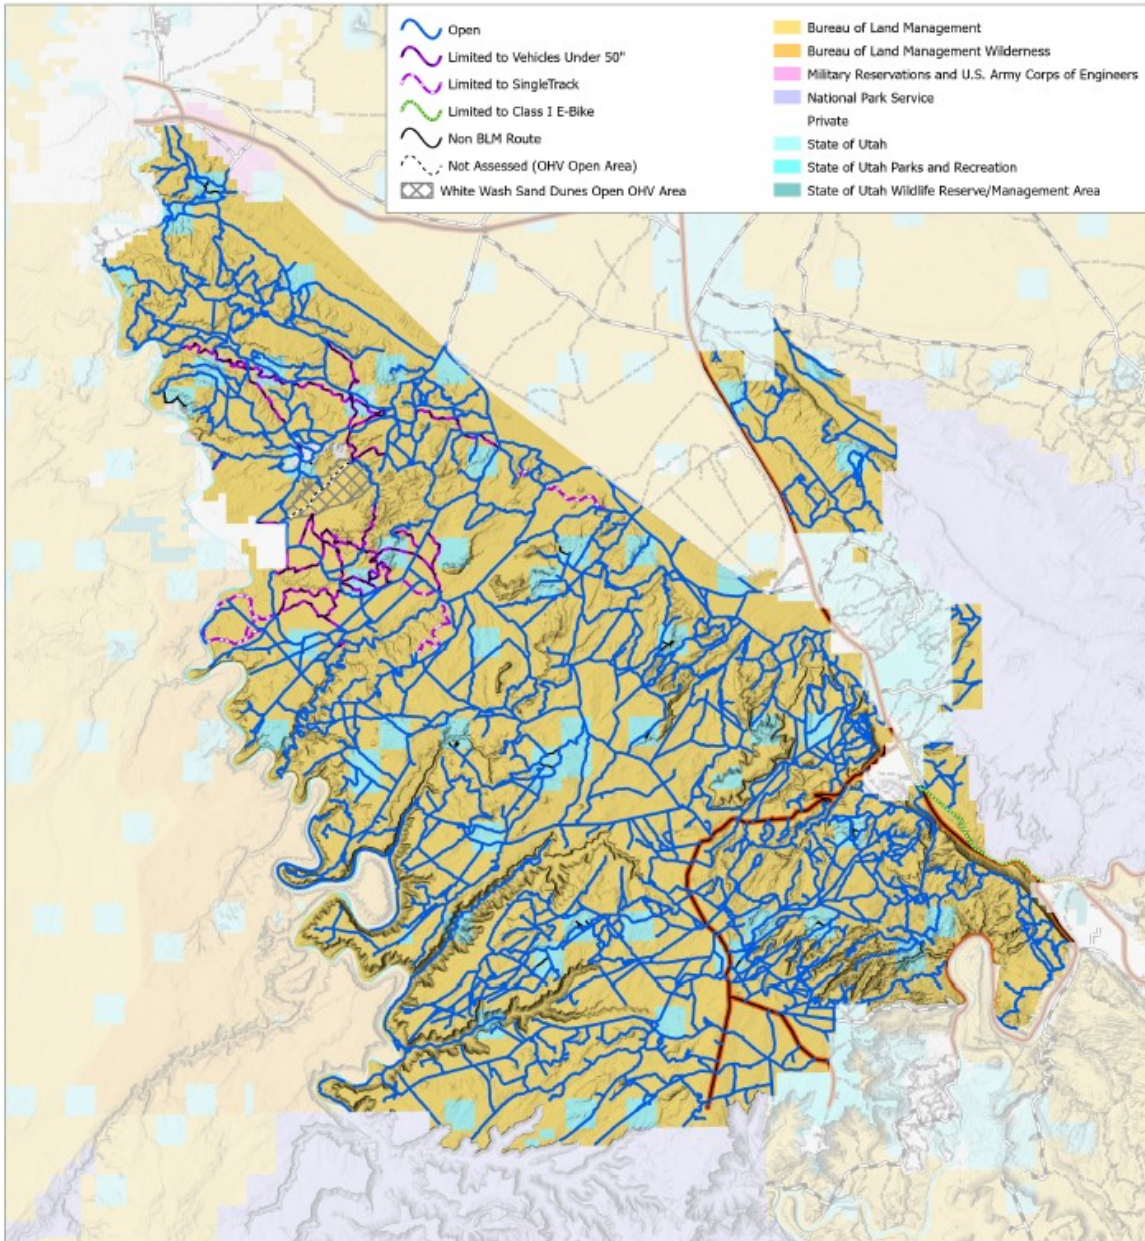 Open
Limited to Vehicles Under 50"
Limited to SingleTrack
Limited to Class I E-Bike
Non BLM Route
Not Assessed (OHV Open Area)
White Wash Sand Dunes Open OHV Area
Bureau of Land Management
Bureau of Land Management Wilderness
Military Reservations and U.S. Army Corps of Engineers
National Park Service
Private
State of Utah
State of Utah Parks and Recreation
State of Utah Wildlife Reserve/Management Area